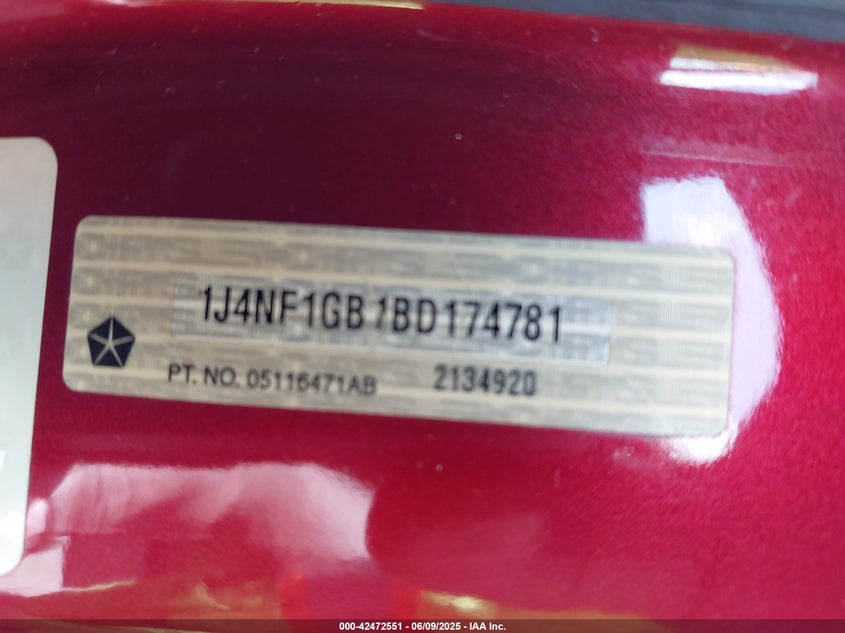 1J4NF1GB1BD174781
PT. NO. 05116471AB 2134920
000-42472551 | 06/09/2025 - IAA Inc.